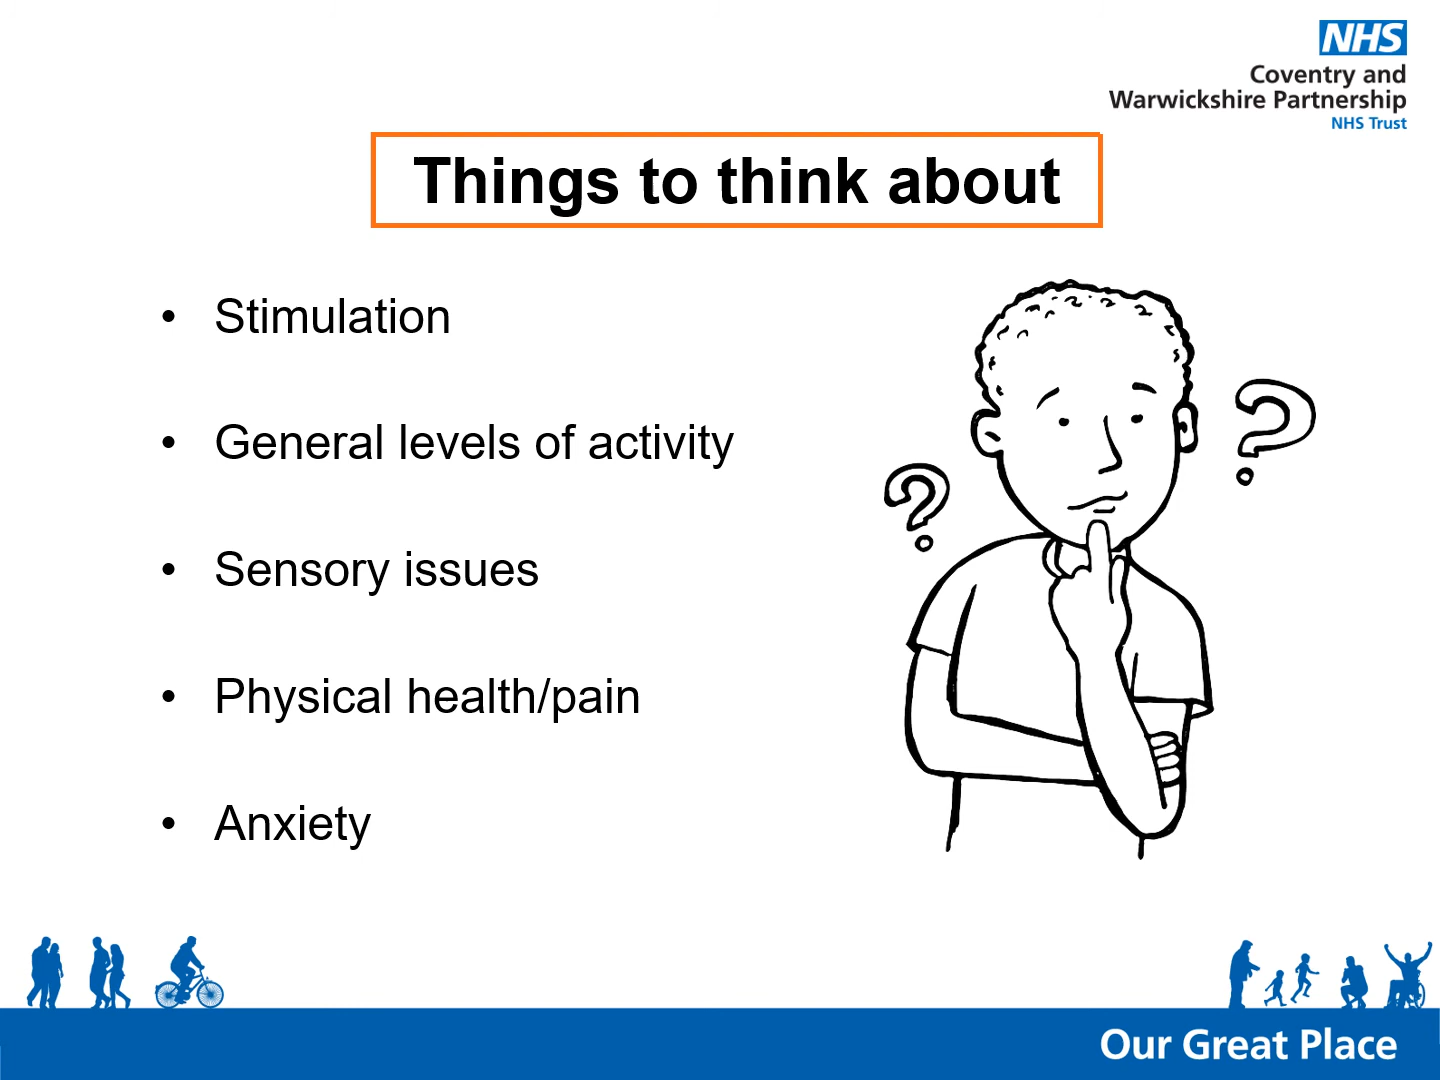 NHS
Coventry and
Warwickshire Partnership
NHS Trust
Things to think about
• Stimulation
• General levels of activity
• Sensory issues
• Physical health/pain
• Anxiety
? ?
Our Great Place